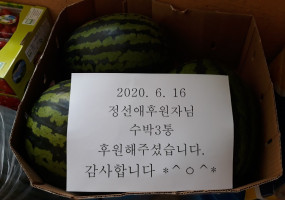 2020. 6. 16
정선애후원자님
수박3통
후원해주셨습니다.
감사합니다 *^ㅇ^*